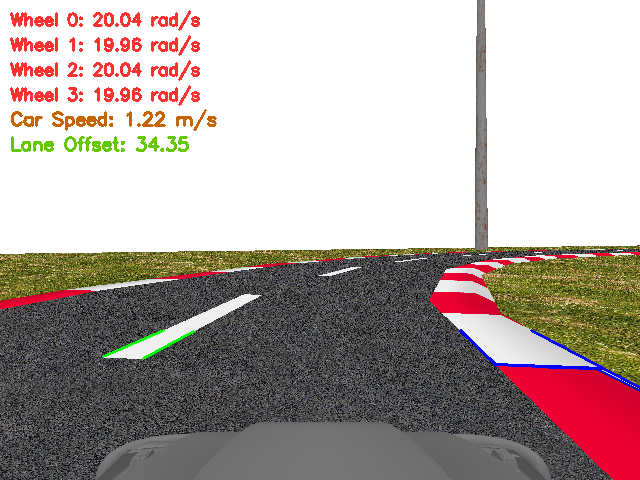 Wheel 0: 20.04 rad/s
Wheel 1: 19.96 rad/s
Wheel 2: 20.04 rad/s
Wheel 3: 19.96 rad/s
Car Speed: 1.22 m/s
Lane Offset: 34.35